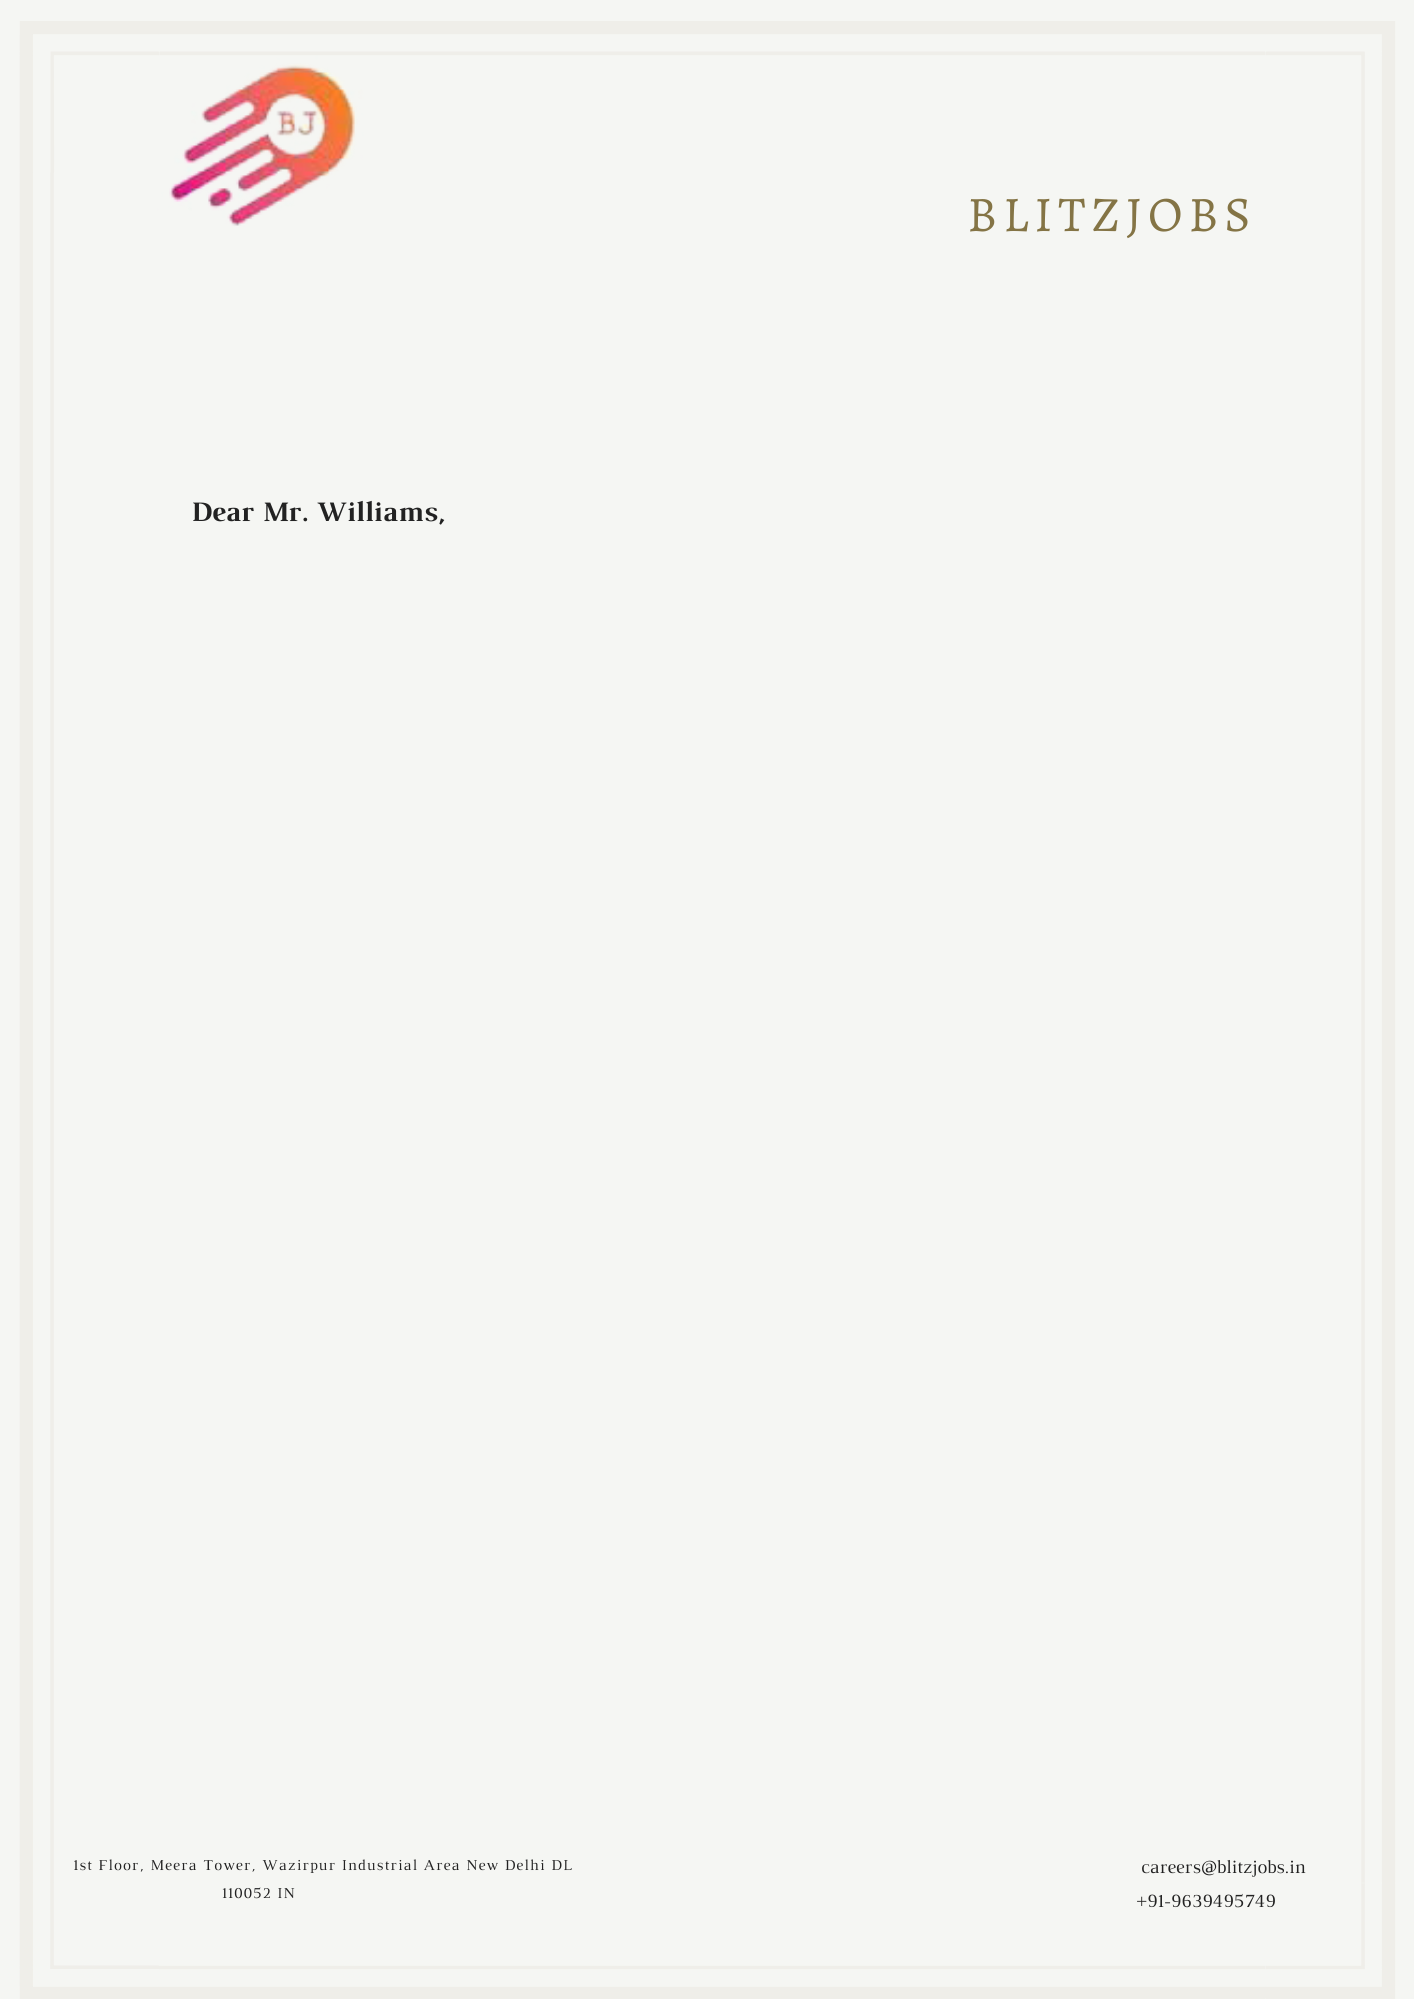 BJ
BLITZJOBS
Dear Mr. Williams,
1st Floor, Meera Tower, Wazirpur Industrial Area New Delhi DL
110052 IN
careers@blitzjobs.in
+91-9639495749